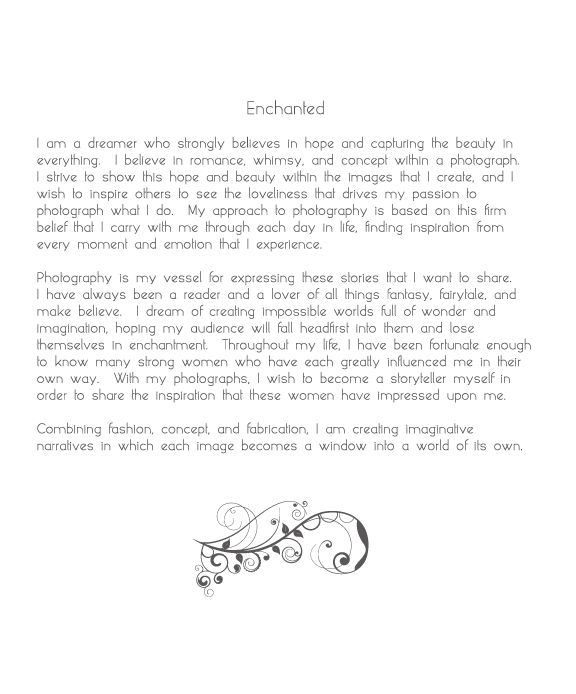 Enchanted
I am a dreamer who strongly believes in hope and capturing the beauty in
everything.  I believe in romance, whimsy, and concept within a photograph.
I strive to show this hope and beauty within the images that I create, and I
wish to inspire others to see the loveliness that drives my passion to
photograph what I do.  My approach to photography is based on this firm
belief that I carry with me through each day in life, finding inspiration from
every moment and emotion that I experience.
Photography is my vessel for expressing these stories that I want to share.
I have always been a reader and a lover of all things fantasy, fairytale, and
make believe.  I dream of creating impossible worlds full of wonder and
imagination, hoping my audience will fall headfirst into them and lose
themselves in enchantment.  Throughout my life, I have been fortunate enough
to know many strong women who have each greatly influenced me in their
own way.  With my photographs, I wish to become a storyteller myself in
order to share the inspiration that these women have impressed upon me.
Combining fashion, concept, and fabrication, I am creating imaginative
narratives in which each image becomes a window into a world of its own.